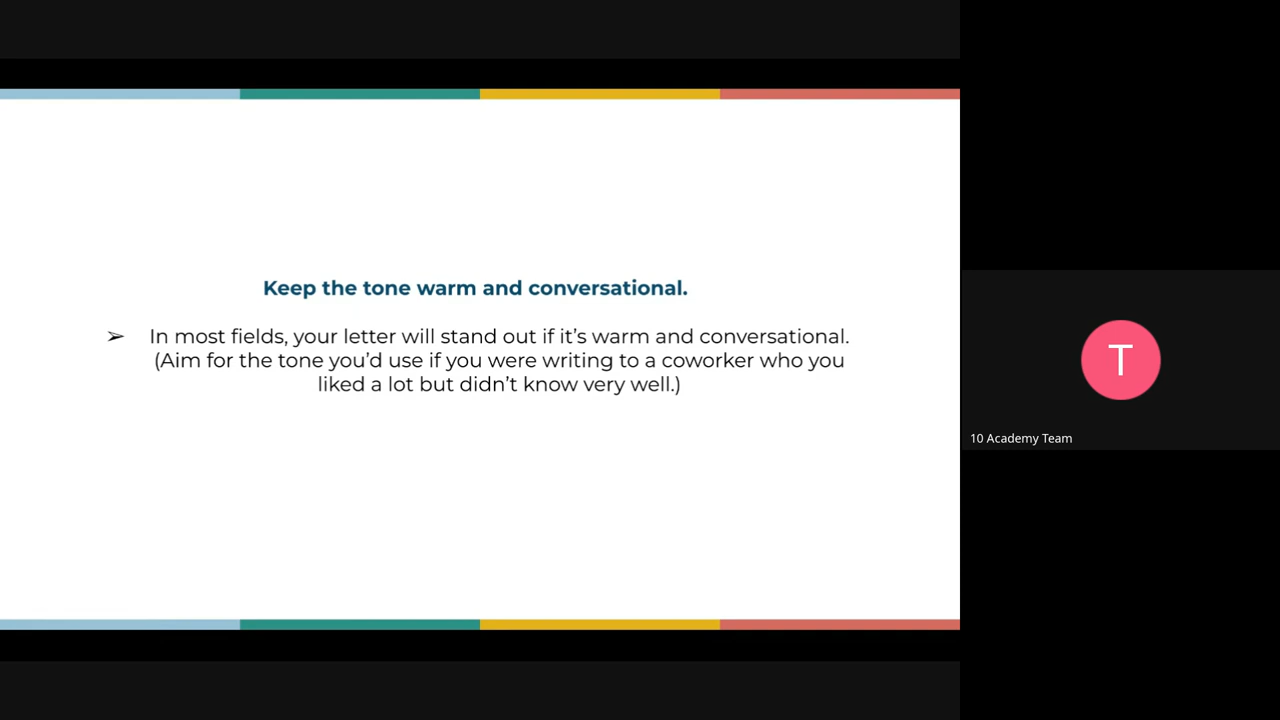 Keep the tone warm and conversational.
➢ In most fields, your letter will stand out if it’s warm and conversational.
(Aim for the tone you’d use if you were writing to a coworker who you
liked a lot but didn’t know very well.)
T
10 Academy Team